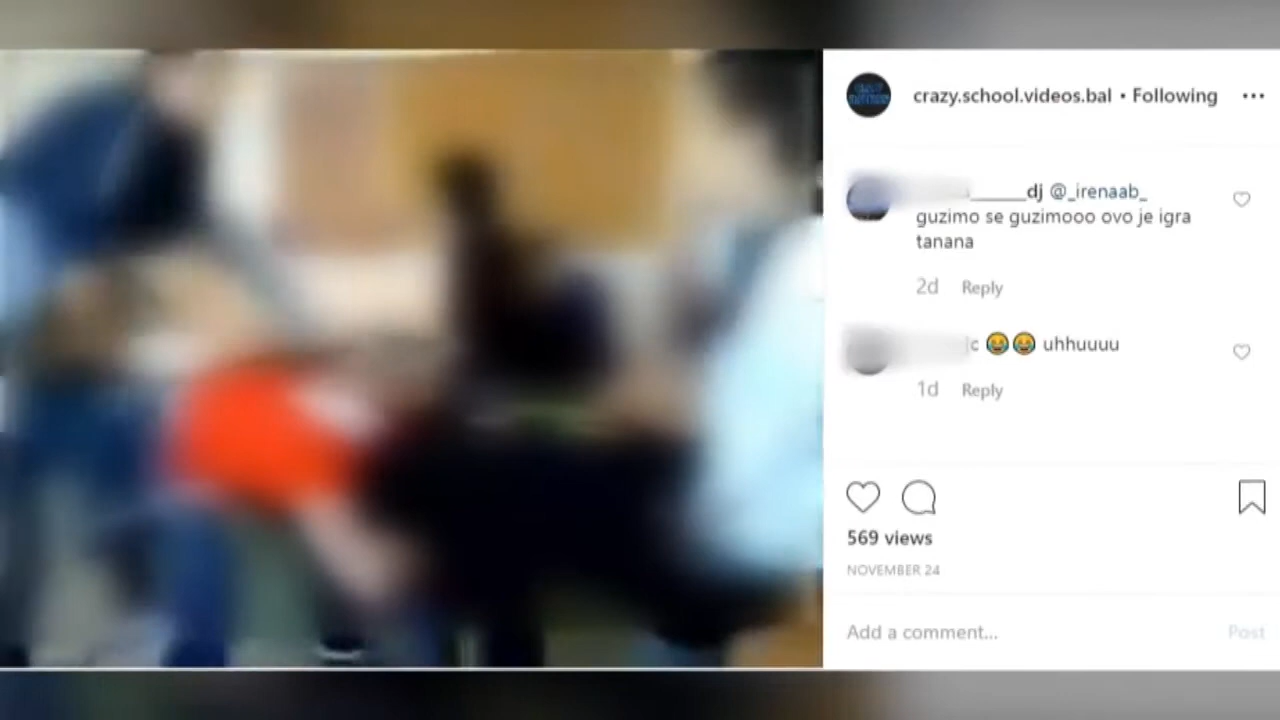 crazy.school.videos.bal • Following
______dj @_irenaab_
guzimo se guzimooo ovo je igra
tanana
2d Reply
c 😂😂 uhhuuuu
1d Reply
569 views
NOVEMBER 24
Add a comment... Post